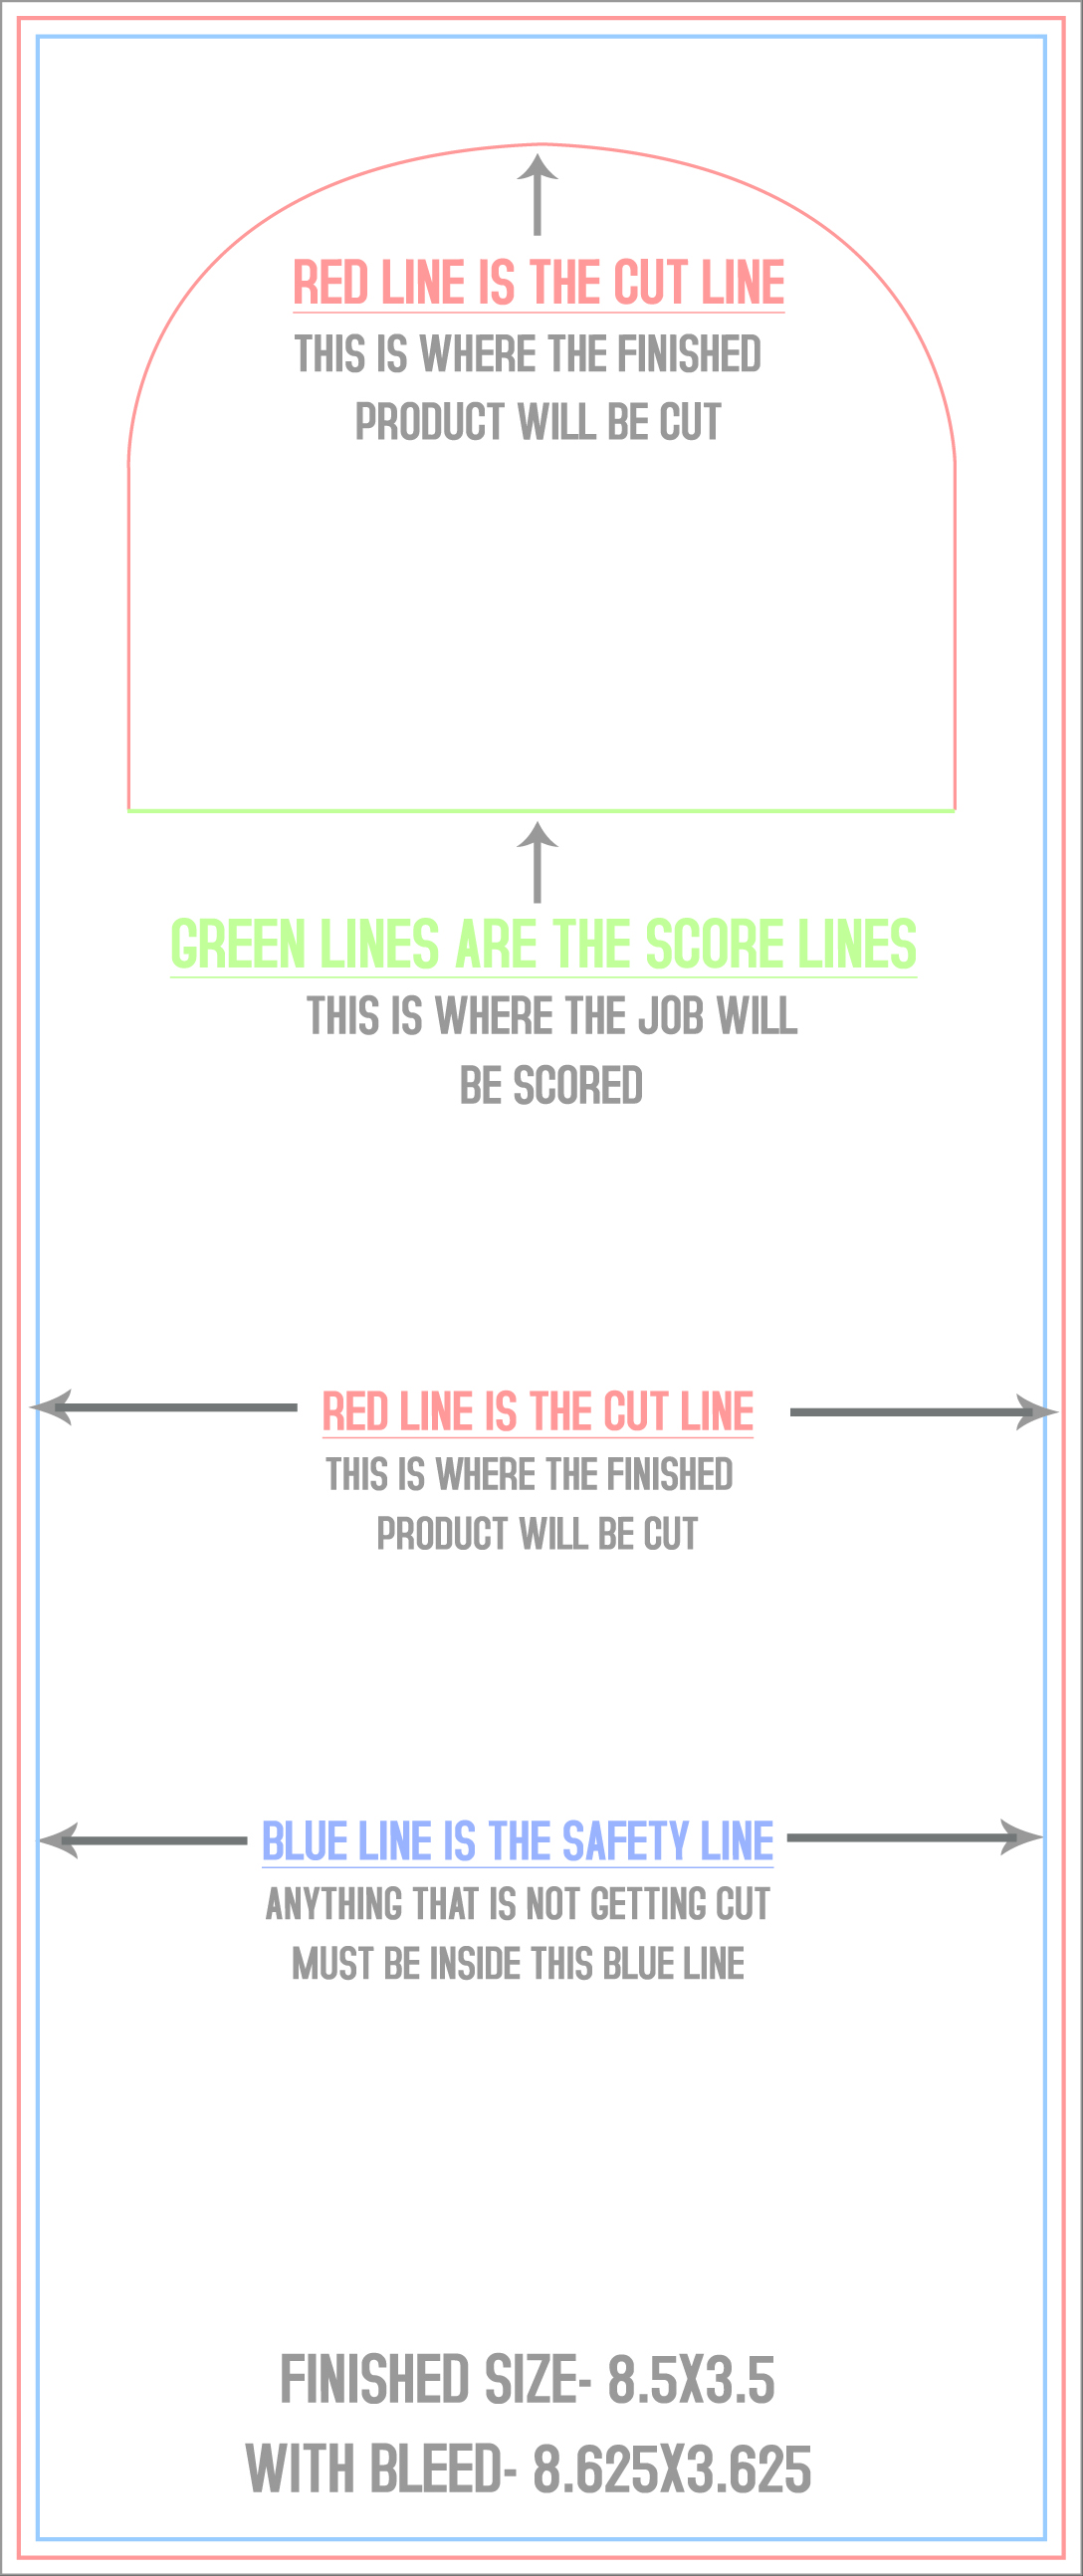 RED LINE IS THE CUT LINE
THIS IS WHERE THE FINISHED
PRODUCT WILL BE CUT
GREEN LINES ARE THE SCORE LINES
THIS IS WHERE THE JOB WILL
BE SCORED
RED LINE IS THE CUT LINE
THIS IS WHERE THE FINISHED
PRODUCT WILL BE CUT
BLUE LINE IS THE SAFETY LINE
ANYTHING THAT IS NOT GETTING CUT
MUST BE INSIDE THIS BLUE LINE
FINISHED SIZE- 8.5X3.5
WITH BLEED- 8.625X3.625